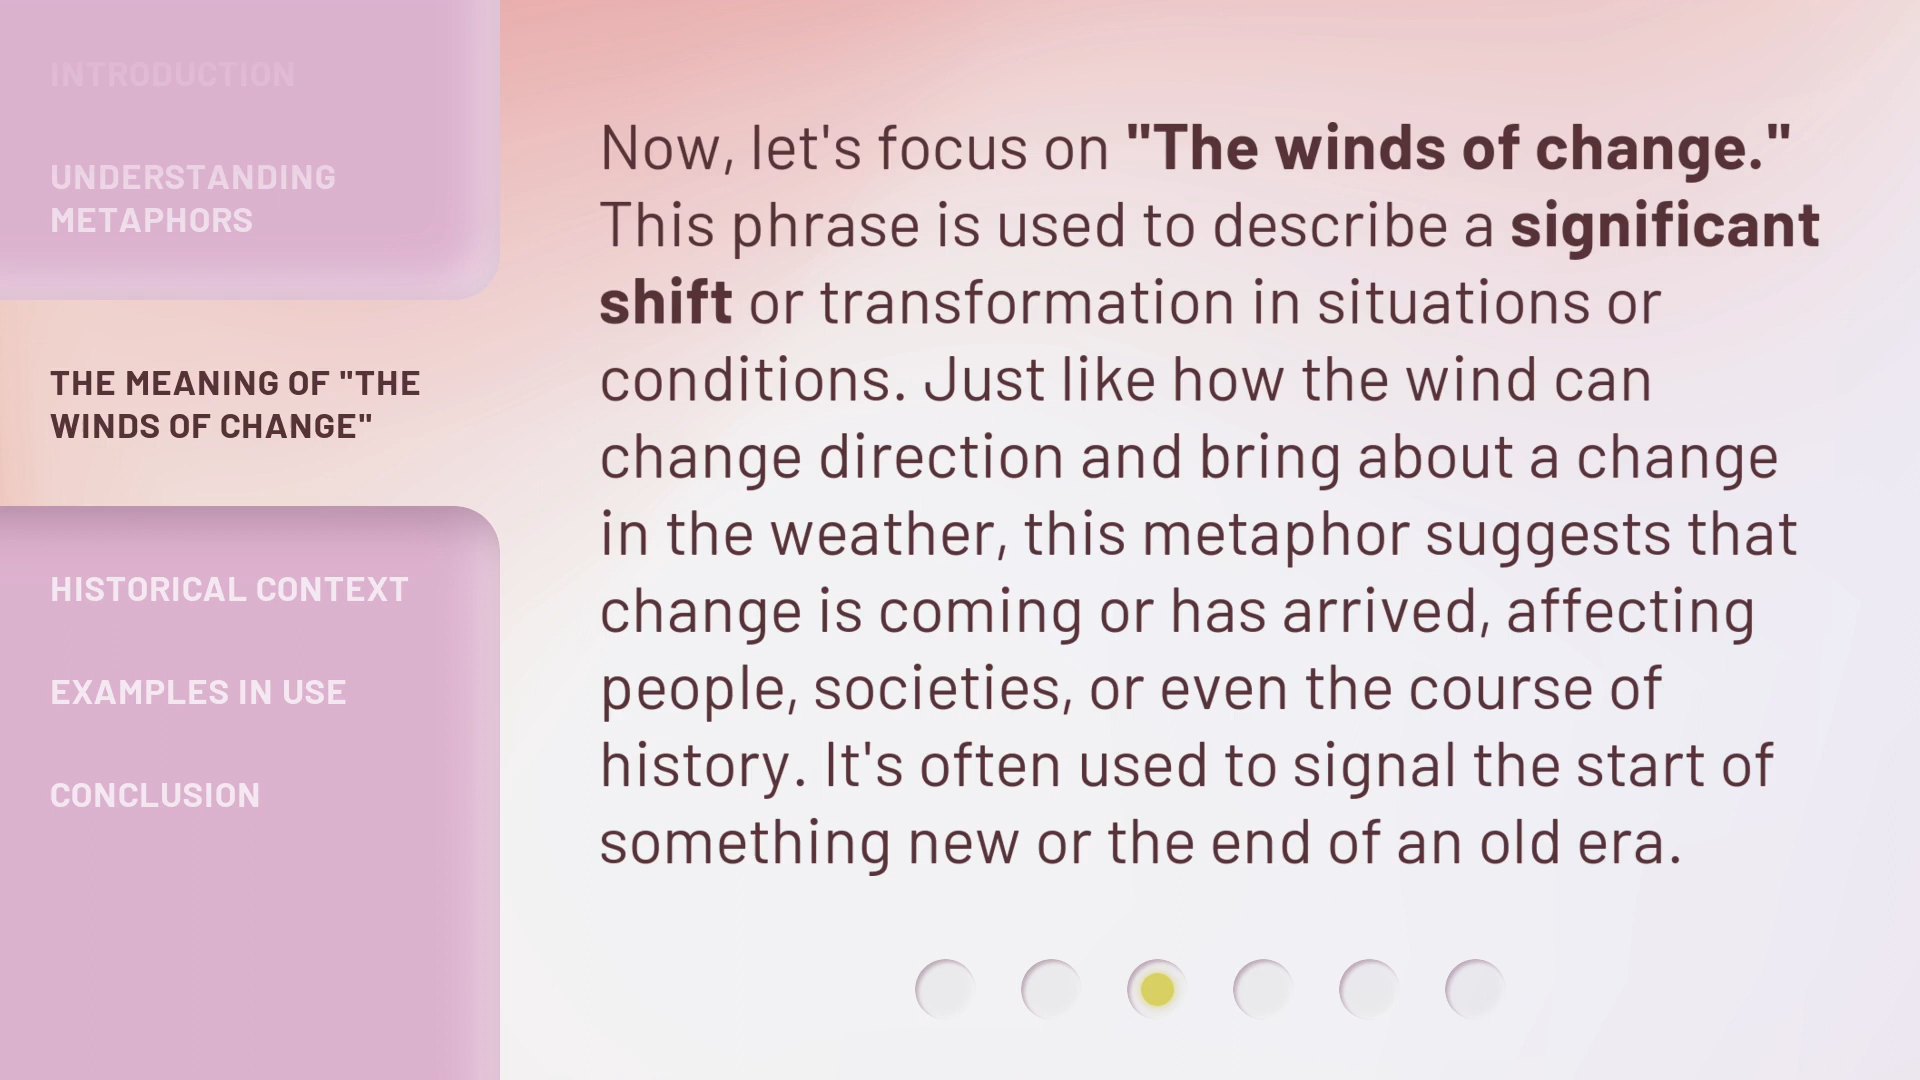 INTRODUCTION
UNDERSTANDING
METAPHORS
THE MEANING OF "THE
WINDS OF CHANGE"
HISTORICAL CONTEXT
EXAMPLES IN USE
CONCLUSION
Now, let's focus on "The winds of change."
This phrase is used to describe a significant
shift or transformation in situations or
conditions. Just like how the wind can
change direction and bring about a change
in the weather, this metaphor suggests that
change is coming or has arrived, affecting
people, societies, or even the course of
history. It's often used to signal the start of
something new or the end of an old era.